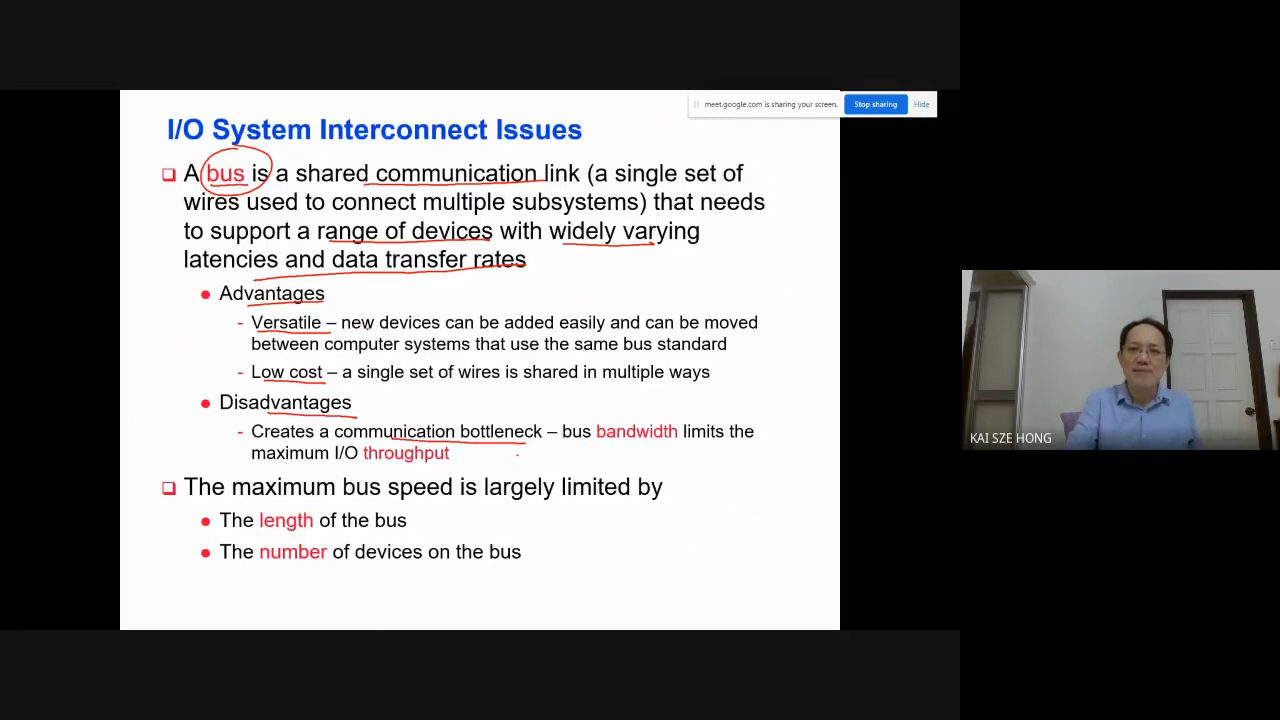 meet.google.com is sharing your screen.
Stop sharing
Hide
I/O System Interconnect Issues
A bus is a shared communication link (a single set of
wires used to connect multiple subsystems) that needs
to support a range of devices with widely varying
latencies and data transfer rates
Advantages
- Versatile – new devices can be added easily and can be moved
between computer systems that use the same bus standard
- Low cost – a single set of wires is shared in multiple ways
Disadvantages
- Creates a communication bottleneck – bus bandwidth limits the
maximum I/O throughput
The maximum bus speed is largely limited by
The length of the bus
The number of devices on the bus
KAI SZE HONG